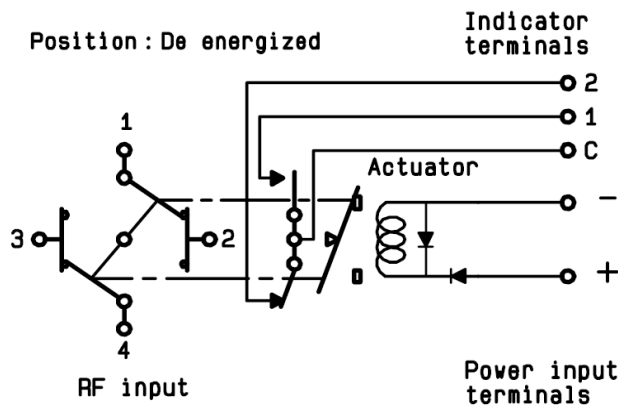 Indicator
Position : De energized
terminals
2
1
1
C
Actuator
-
3
2
+
4
RF input
Power input
terminals